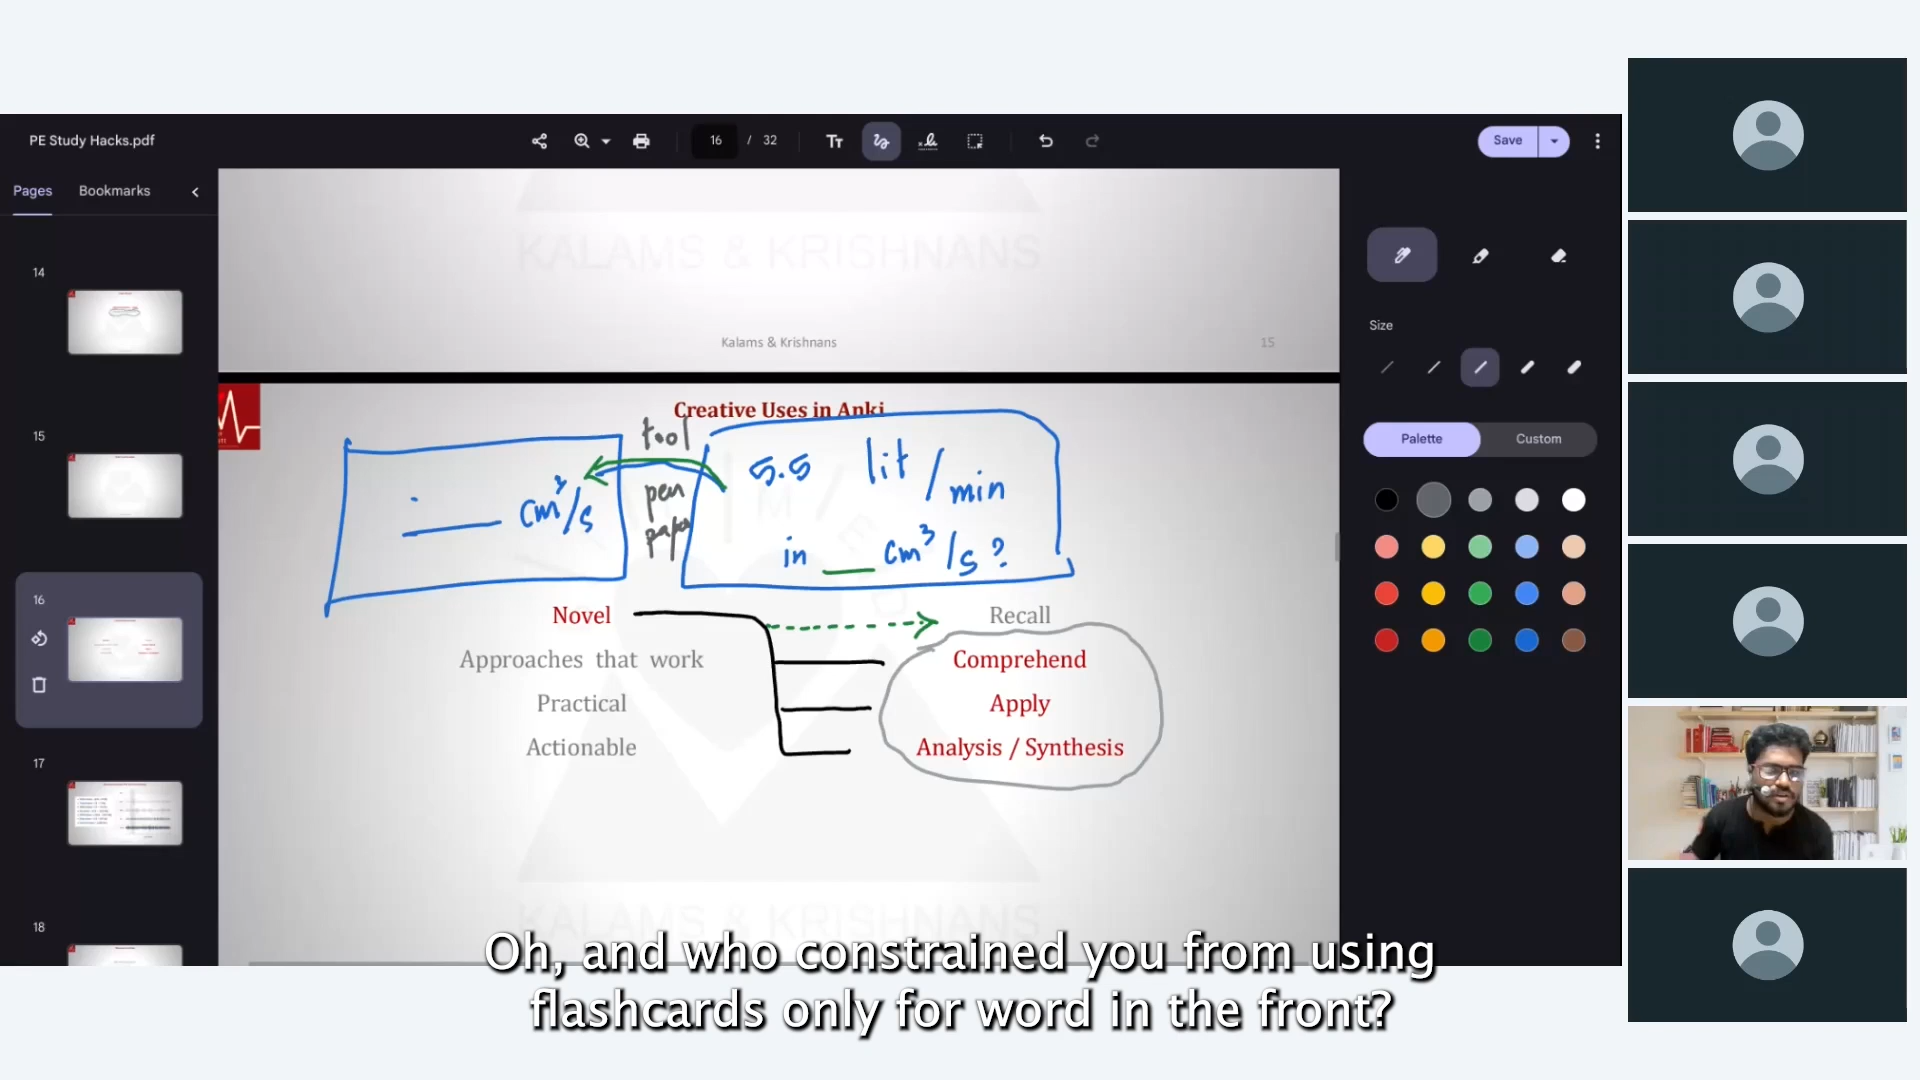 PE Study Hacks.pdf
16 / 32
Save
Pages Bookmarks
14
15
16
17
18
KALAMS & KRISHNANS
Kalams & Krishnans
15
Creative Uses in Anki
tool
pen
paper
cm³/s
5.5 lit/min
in __ cm³/s?
Novel
Approaches that work
Practical
Actionable
Recall
Comprehend
Apply
Analysis / Synthesis
KALAMS & KRISHNANS
Size
Palette Custom
Oh, and who constrained you from using
flashcards only for word in the front?